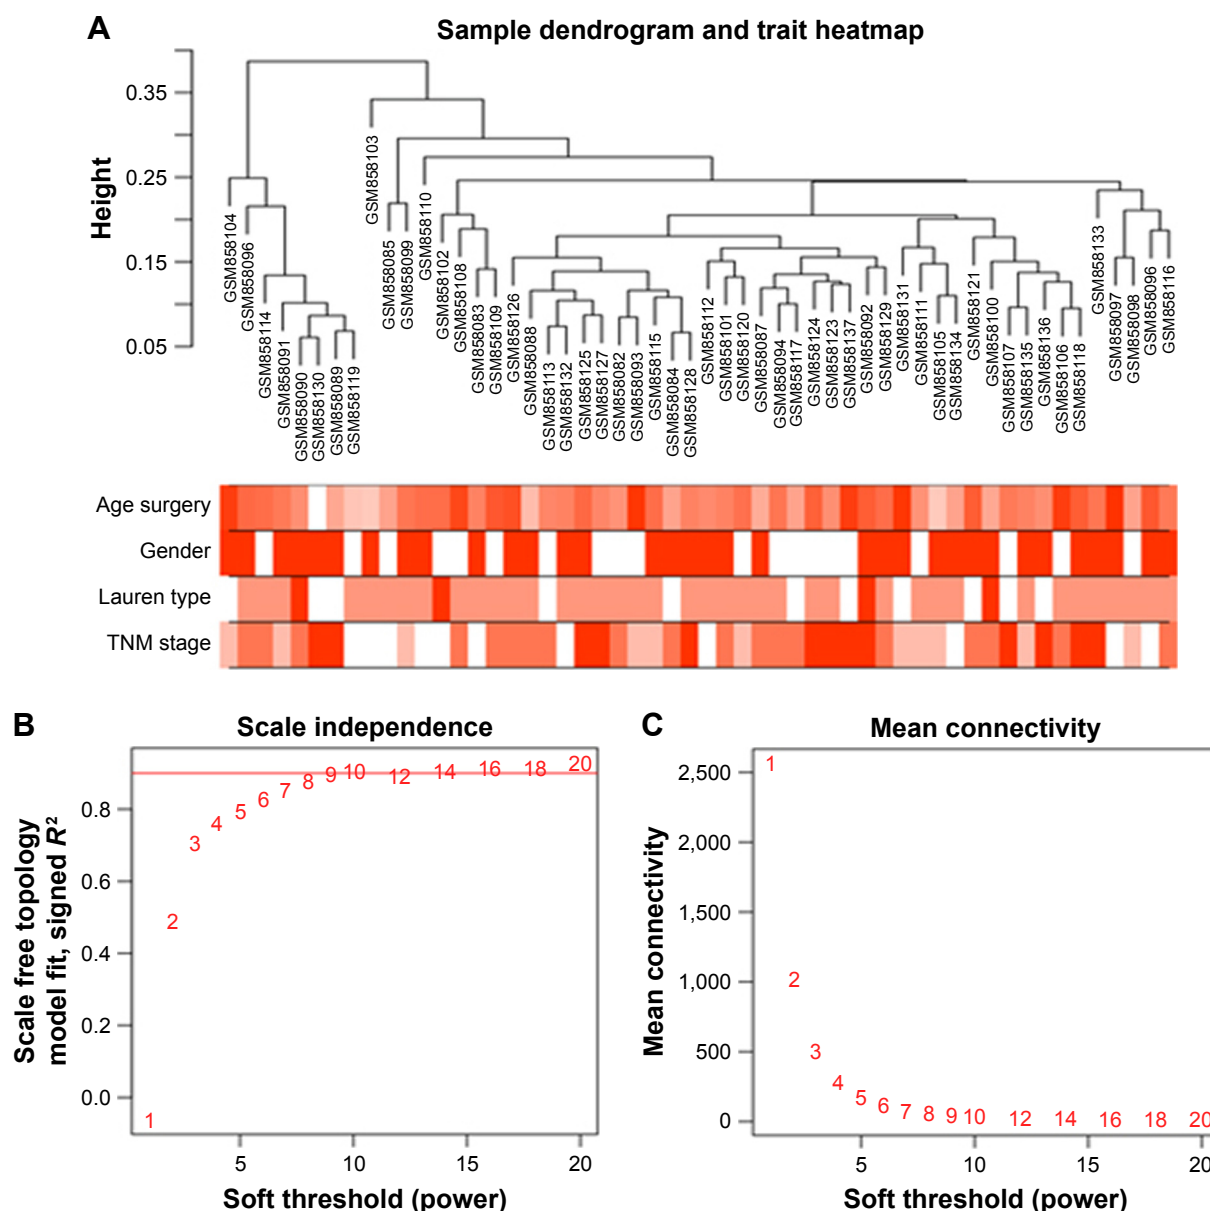 A
Sample dendrogram and trait heatmap
Height
0.35
0.25
0.15
0.05
GSM858104
GSM858096
GSM858114
GSM858091
GSM858090
GSM858130
GSM858089
GSM858119
GSM858103
GSM858085
GSM858099
GSM858110
GSM858102
GSM858108
GSM858083
GSM858109
GSM858126
GSM858088
GSM858113
GSM858132
GSM858125
GSM858127
GSM858082
GSM858093
GSM858115
GSM858084
GSM858128
GSM858112
GSM858101
GSM858120
GSM858087
GSM858094
GSM858117
GSM858124
GSM858123
GSM858137
GSM858092
GSM858129
GSM858131
GSM858111
GSM858105
GSM858134
GSM858121
GSM858100
GSM858107
GSM858135
GSM858136
GSM858106
GSM858118
GSM858133
GSM858097
GSM858098
GSM858096
GSM858116
Age surgery
Gender
Lauren type
TNM stage
B
Scale independence
Scale free topology
model fit, signed R²
0.8
0.6
0.4
0.2
0.0
1
2
3
4
5
6
7
8
9
10
12
14
16
18
20
5
10
15
20
Soft threshold (power)
C
Mean connectivity
Mean connectivity
2,500
2,000
1,500
1,000
500
0
1
2
3
4
5
6
7
8
9
10
12
14
16
18
20
5
10
15
20
Soft threshold (power)